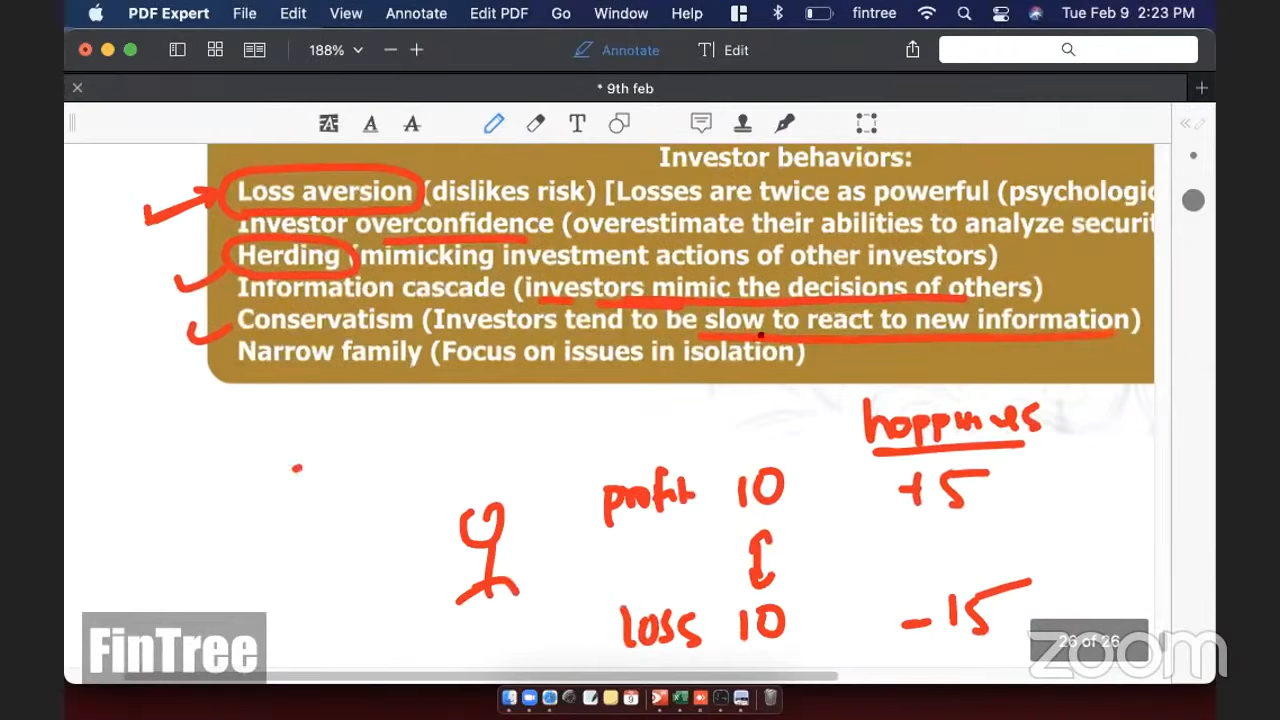 PDF Expert File Edit View Annotate Edit PDF Go Window Help fintree Tue Feb 9 2:23 PM
188% Annotate T Edit
* 9th feb
Investor behaviors:
Loss aversion (dislikes risk) [Losses are twice as powerful (psychologic
Investor overconfidence (overestimate their abilities to analyze securit
Herding (mimicking investment actions of other investors)
Information cascade (investors mimic the decisions of others)
Conservatism (Investors tend to be slow to react to new information)
Narrow family (Focus on issues in isolation)
happines
profit 10 +5
loss 10 -15
FinTree
26 of 26
zoom